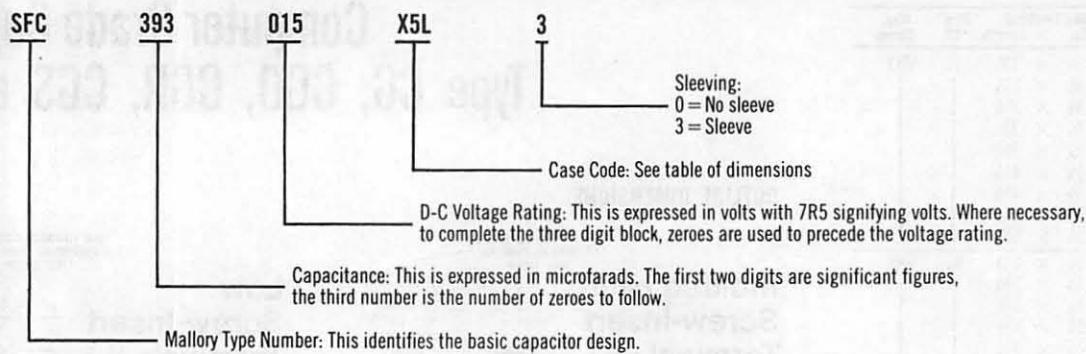 SFC 393 015 X5L 3
Sleeving:
0 = No sleeve
3 = Sleeve
Case Code: See table of dimensions
D-C Voltage Rating: This is expressed in volts with 7R5 signifying volts. Where necessary,
to complete the three digit block, zeroes are used to precede the voltage rating.
Capacitance: This is expressed in microfarads. The first two digits are significant figures,
the third number is the number of zeroes to follow.
Mallory Type Number: This identifies the basic capacitor design.